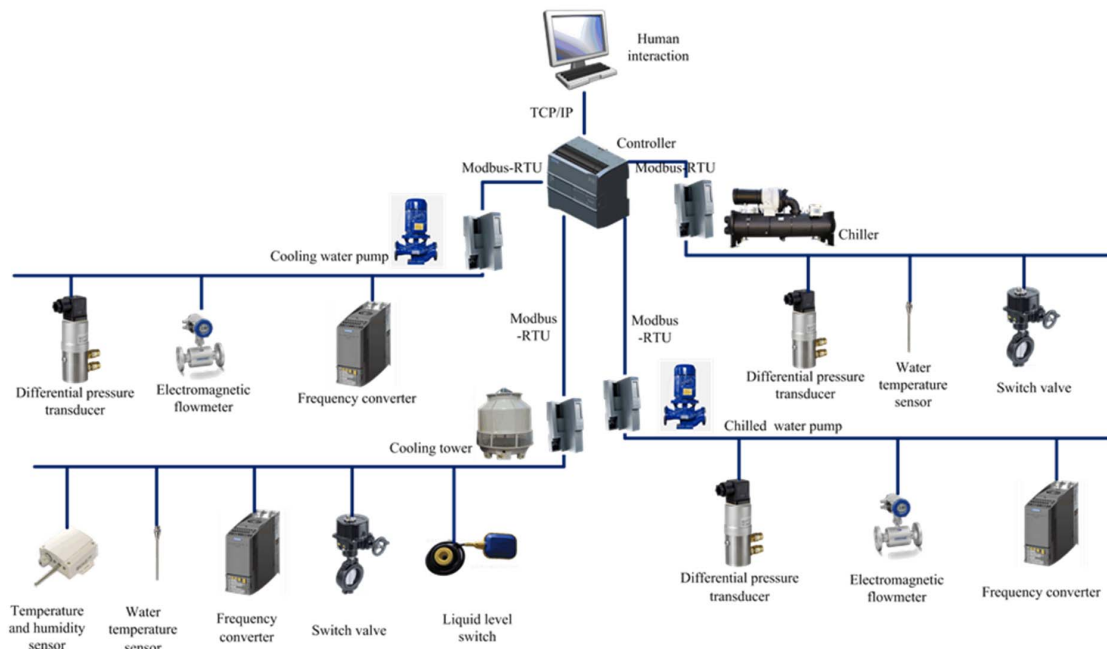 Human
interaction
TCP/IP
Controller
Modbus-RTU
Modbus-RTU
Chiller
Cooling water pump
Differential pressure
transducer
Electromagnetic
flowmeter
Frequency converter
Differential pressure
transducer
Water
temperature
sensor
Switch valve
Modbus
-RTU
Modbus
-RTU
Cooling tower
Chilled water pump
Temperature
and humidity
sensor
Water
temperature
sensor
Frequency
converter
Switch valve
Liquid level
switch
Differential pressure
transducer
Electromagnetic
flowmeter
Frequency converter